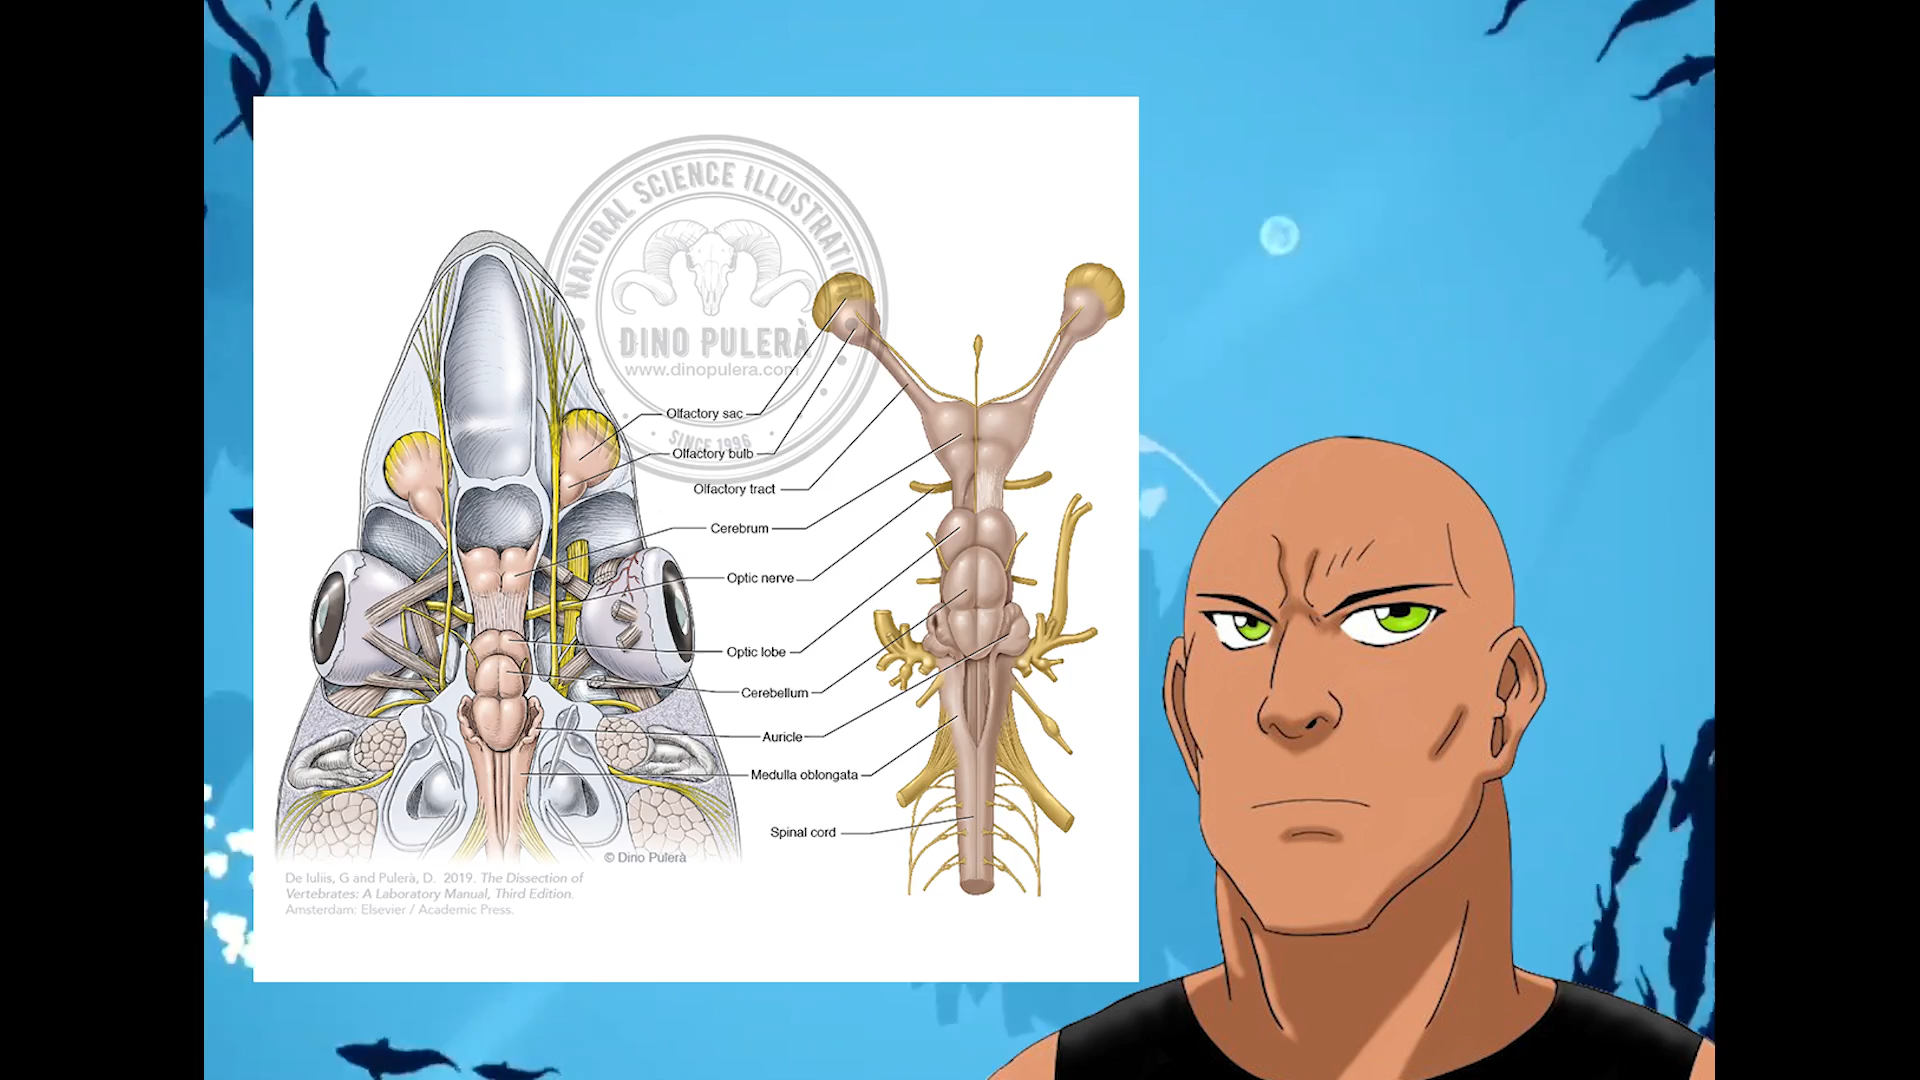 NATURAL SCIENCE ILLUSTRATION
DINO PULERÀ
www.dinopulera.com
SINCE 1996
Olfactory sac
Olfactory bulb
Olfactory tract
Cerebrum
Optic nerve
Optic lobe
Cerebellum
Auricle
Medulla oblongata
Spinal cord
© Dino Pulerà
De Iuliis, G and Pulerà, D. 2019. The Dissection of
Vertebrates: A Laboratory Manual, Third Edition.
Amsterdam: Elsevier / Academic Press.